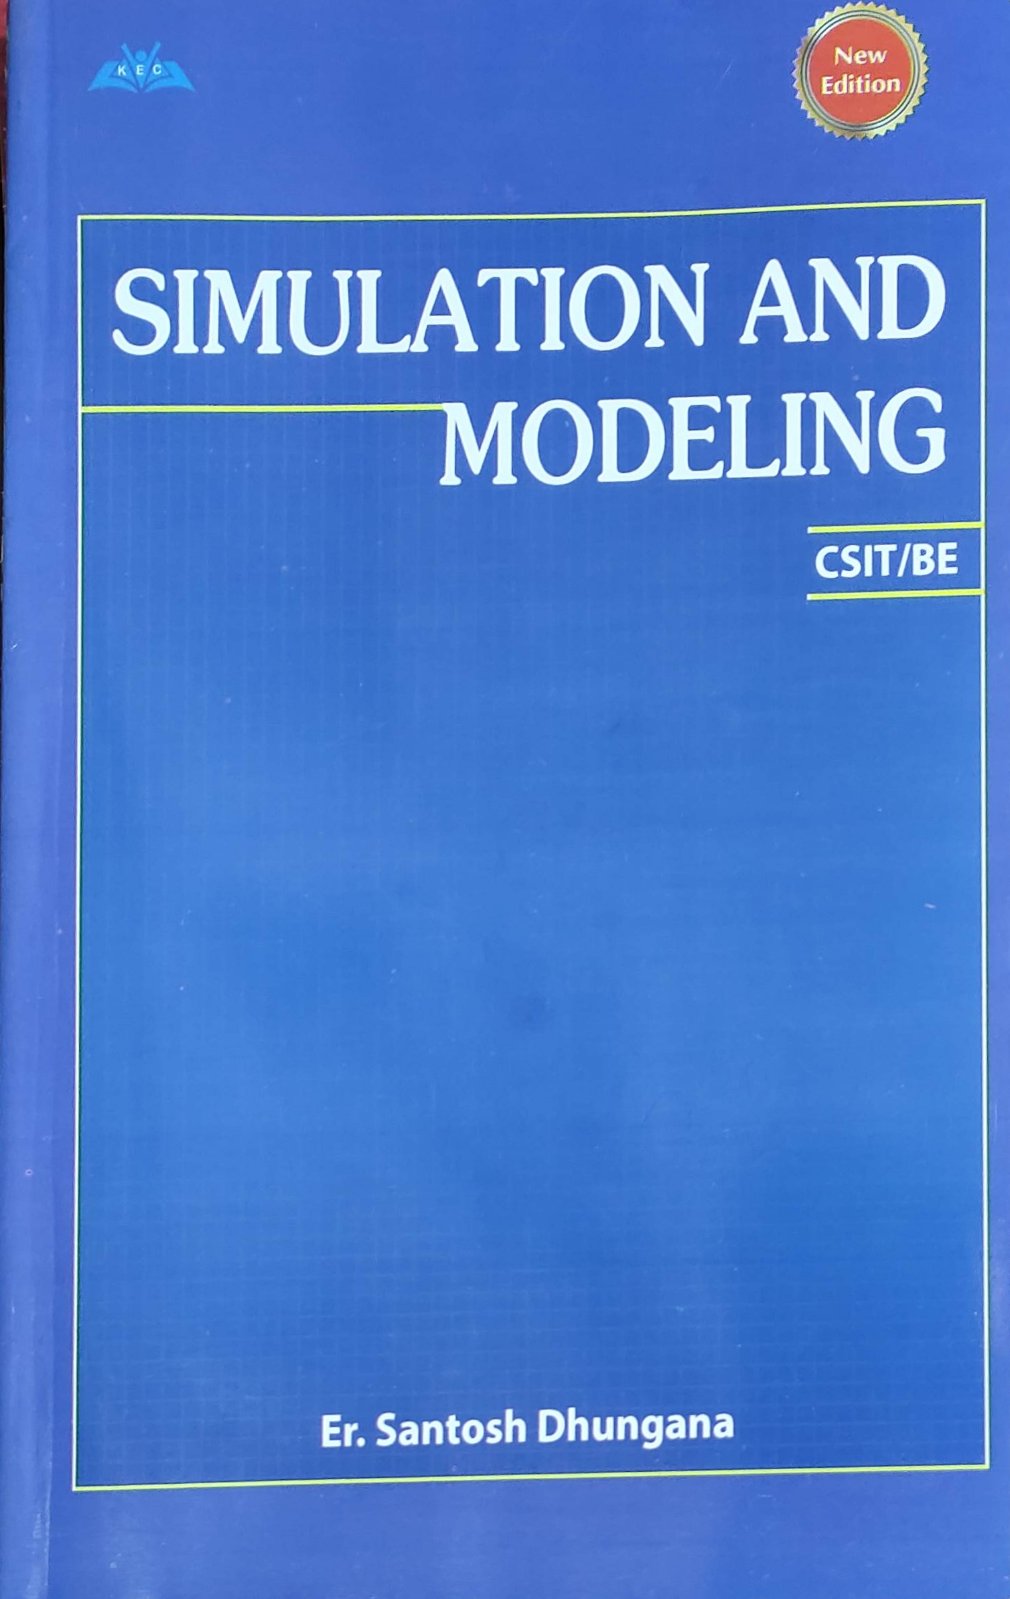 KEC
New
Edition
SIMULATION AND
MODELING
CSIT/BE
Er. Santosh Dhungana